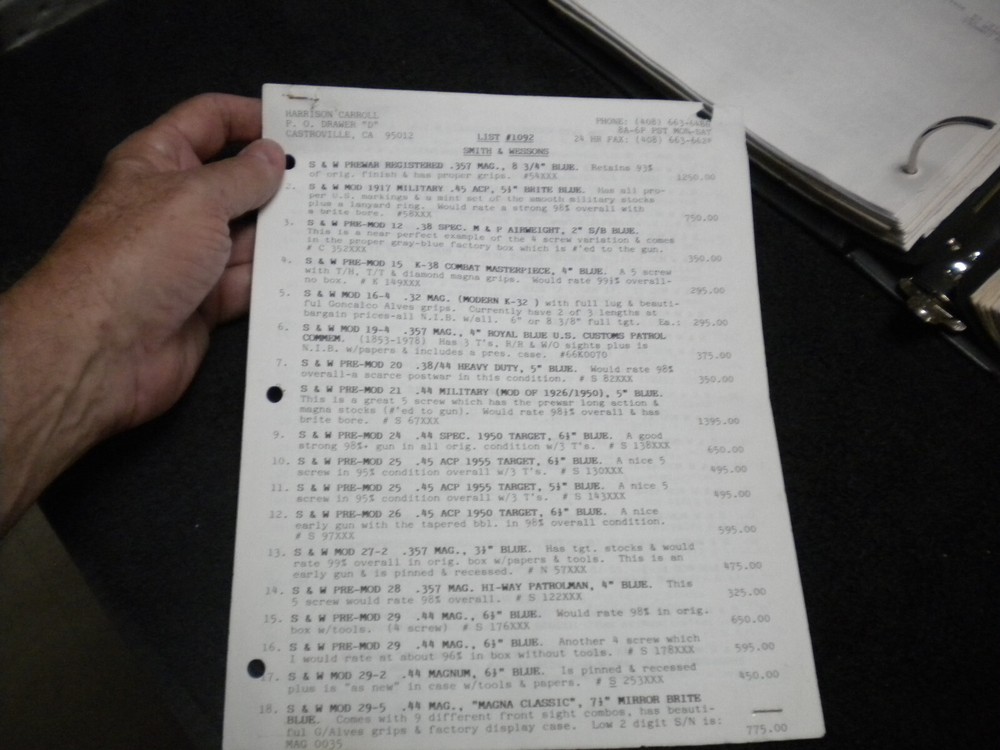 HARRISON CARROLL
P. O. DRAWER "D"
CASTROVILLE, CA 95012
PHONE: (408)
8A-6P PST MON-SAT
24 HR FAX: (408)
LIST #1092
SMITH & WESSONS
S & W PREWAR REGISTERED .357 MAG., 8 3/4" BLUE. Retains 93%
of orig. finish & has proper grips. #54XXX 1250.00
2. S & W MOD 1917 MILITARY .45 ACP, 5½" BRITE BLUE. Has all pro-
per U.S. markings & a mint set of the smooth military stocks
plus a lanyard ring. Would rate a strong 98% overall with
a brite bore. #58XXX 750.00
3. S & W PRE-MOD 12 .38 SPEC. M & P AIRWEIGHT, 2" S/B BLUE.
This is a near perfect example of the 4 screw variation & comes
in the proper gray-blue factory box which is #'ed to the gun.
# C 352XXX 350.00
4. S & W PRE-MOD 15 K-38 COMBAT MASTERPIECE, 4" BLUE. A 5 screw
with T/H, T/T & diamond magna grips. Would rate 99½% overall-
no box. # K 149XXX 295.00
5. S & W MOD 16-4 .32 MAG. (MODERN K-32 ) with full lug & beauti-
ful Goncalco Alves grips. Currently have 2 of 3 lengths at
bargain prices-all N.I.B. w/all. 6" or 8 3/8" full tgt. Ea.: 295.00
6. S & W MOD 19-4 .357 MAG., 4" ROYAL BLUE U.S. CUSTOMS PATROL
COMMEM. (1853-1978) Has 3 T's, R/R & W/O sights plus is
N.I.B. w/papers & includes a pres. case. #66K0070 375.00
7. S & W PRE-MOD 20 .38/44 HEAVY DUTY, 5" BLUE. Would rate 98%
overall-a scarce postwar in this condition. # S 82XXX 350.00
S & W PRE-MOD 21 .44 MILITARY (MOD OF 1926/1950), 5" BLUE.
This is a great 5 screw which has the prewar long action &
magna stocks (#'ed to gun). Would rate 98½% overall & has
brite bore. # S 67XXX 1395.00
9. S & W PRE-MOD 24 .44 SPEC. 1950 TARGET, 6½" BLUE. A good
strong 98%+ gun in all orig. condition w/3 T's. # S 138XXX 650.00
10. S & W PRE-MOD 25 .45 ACP 1955 TARGET, 6½" BLUE. A nice 5
screw in 95% condition overall w/3 T's. # S 130XXX 495.00
11. S & W PRE-MOD 25 .45 ACP 1955 TARGET, 5½" BLUE. A nice 5
screw in 95% condition overall w/3 T's. # S 143XXX 495.00
12. S & W PRE-MOD 26 .45 ACP 1950 TARGET, 6½" BLUE. A nice
early gun with the tapered bbl. in 98% overall condition.
# S 97XXX 595.00
13. S & W MOD 27-2 .357 MAG., 3½" BLUE. Has tgt. stocks & would
rate 99% overall in orig. box w/papers & tools. This is an
early gun & is pinned & recessed. # N 57XXX 475.00
14. S & W PRE-MOD 28 .357 MAG. HI-WAY PATROLMAN, 4" BLUE. This
5 screw would rate 98% overall. # S 122XXX 325.00
15. S & W PRE-MOD 29 .44 MAG., 6½" BLUE. Would rate 98% in orig.
box w/tools. (4 screw) # S 176XXX 650.00
16. S & W PRE-MOD 29 .44 MAG., 6½" BLUE. Another 4 screw which
I would rate at about 96% in box without tools. # S 178XXX 595.00
17. S & W MOD 29-2 .44 MAGNUM, 6½" BLUE. Is pinned & recessed
plus is "as new" in case w/tools & papers. # S 253XXX 450.00
18. S & W MOD 29-5 .44 MAG., "MAGNA CLASSIC", 7½" MIRROR BRITE
BLUE. Comes with 9 different front sight combos, has beauti-
ful G/Alves grips & factory display case. Low 2 digit S/N is:
MAG 0035 775.00